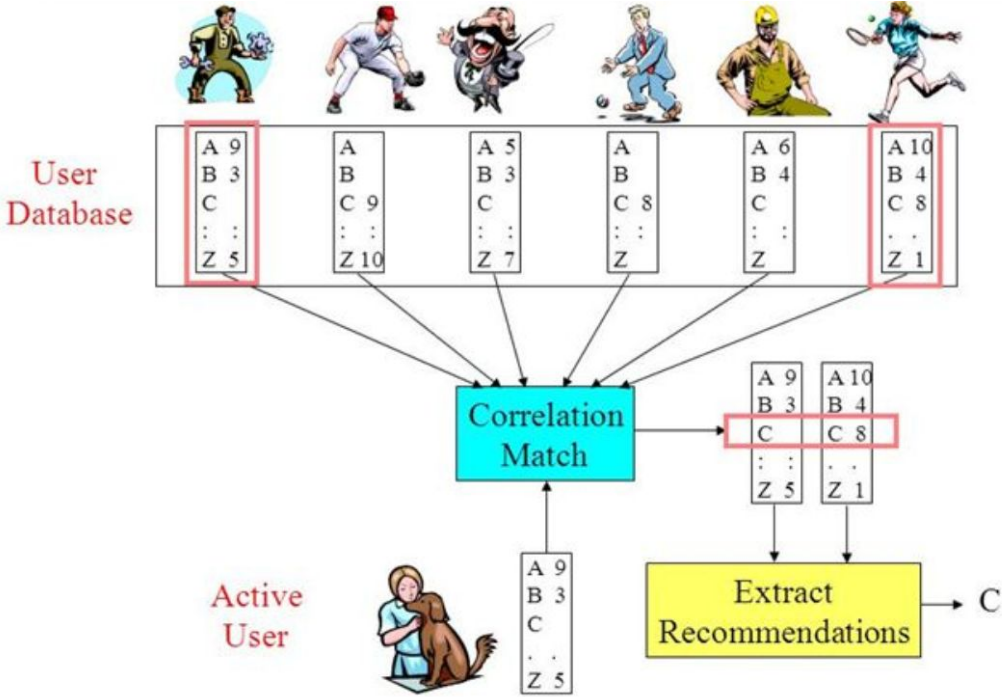 User
Database
A 9
B 3
C
: :
Z 5
A
B
C 9
: :
Z 10
A 5
B 3
C
: :
Z 7
A
B
C 8
: :
Z
A 6
B 4
C
: :
Z
A 10
B 4
C 8
. .
Z 1
Correlation
Match
A 9
B 3
C
: :
Z 5
A 10
B 4
C 8
. .
Z 1
Active
User
A 9
B 3
C
. .
Z 5
Extract
Recommendations
C